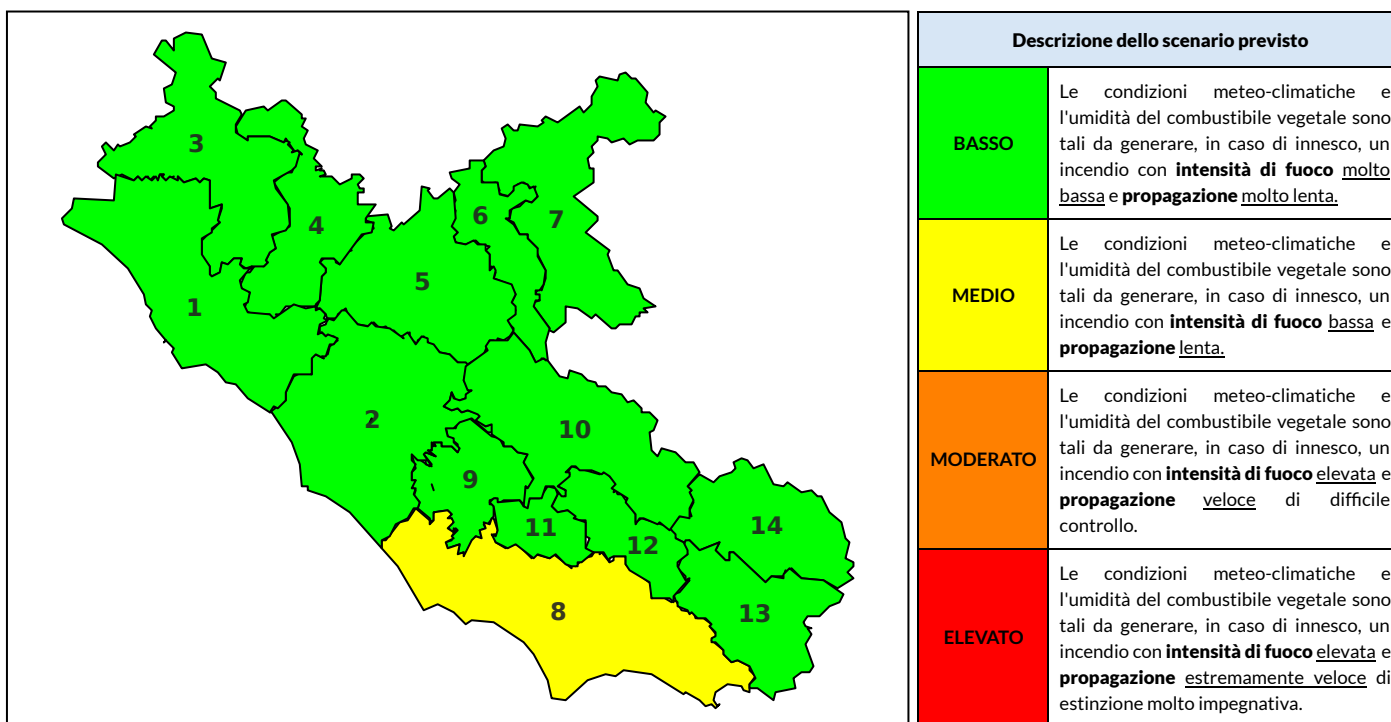 3
4
6
7
5
1
2
10
9
11
12
14
8
13
Descrizione dello scenario previsto
BASSO
Le condizioni meteo-climatiche e
l'umidità del combustibile vegetale sono
tali da generare, in caso di innesco, un
incendio con intensità di fuoco molto
bassa e propagazione molto lenta.
MEDIO
Le condizioni meteo-climatiche e
l'umidità del combustibile vegetale sono
tali da generare, in caso di innesco, un
incendio con intensità di fuoco bassa e
propagazione lenta.
MODERATO
Le condizioni meteo-climatiche e
l'umidità del combustibile vegetale sono
tali da generare, in caso di innesco, un
incendio con intensità di fuoco elevata e
propagazione veloce di difficile
controllo.
ELEVATO
Le condizioni meteo-climatiche e
l'umidità del combustibile vegetale sono
tali da generare, in caso di innesco, un
incendio con intensità di fuoco elevata e
propagazione estremamente veloce di
estinzione molto impegnativa.